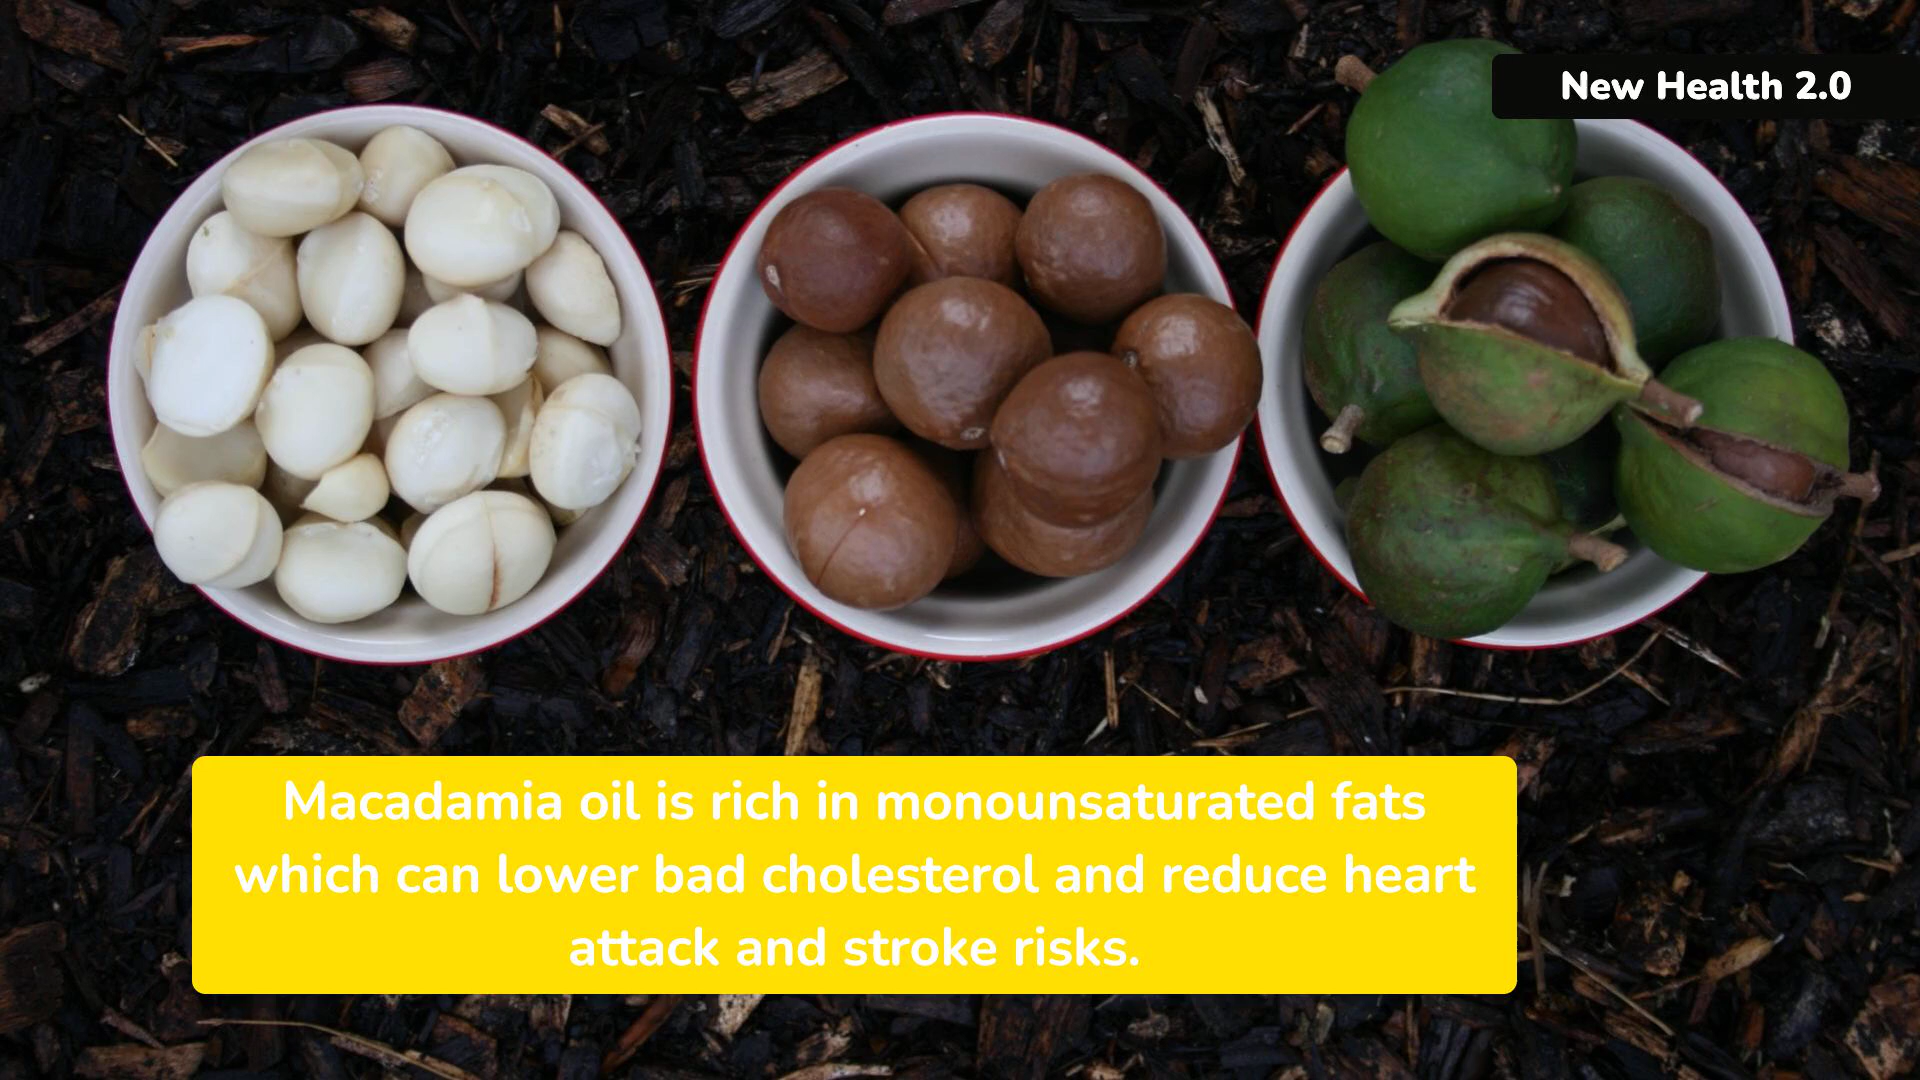 New Health 2.0
Macadamia oil is rich in monounsaturated fats
which can lower bad cholesterol and reduce heart
attack and stroke risks.